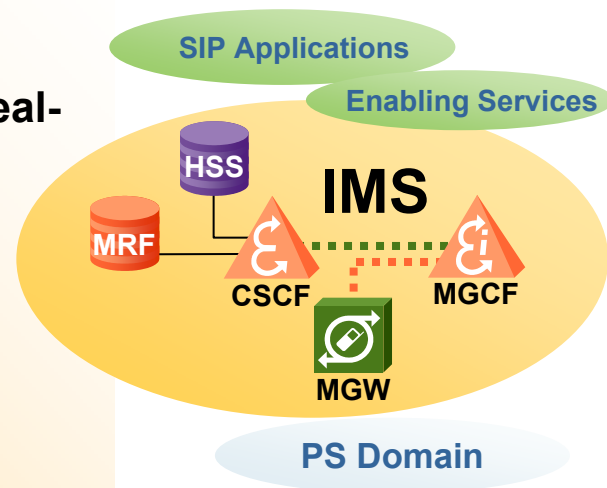 SIP Applications
Enabling Services
eal-
HSS
IMS
MRF
CSCF
MGCF
MGW
PS Domain